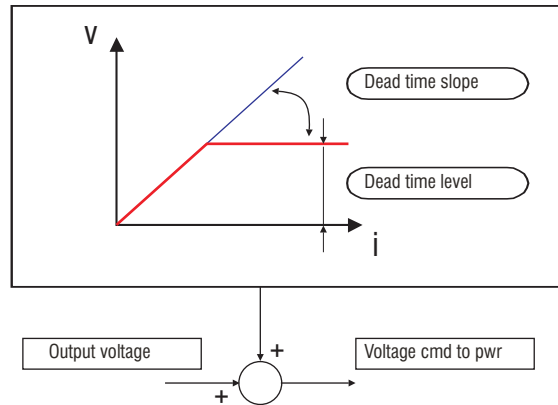 v
Dead time slope
Dead time level
i
Output voltage
+
Voltage cmd to pwr
+